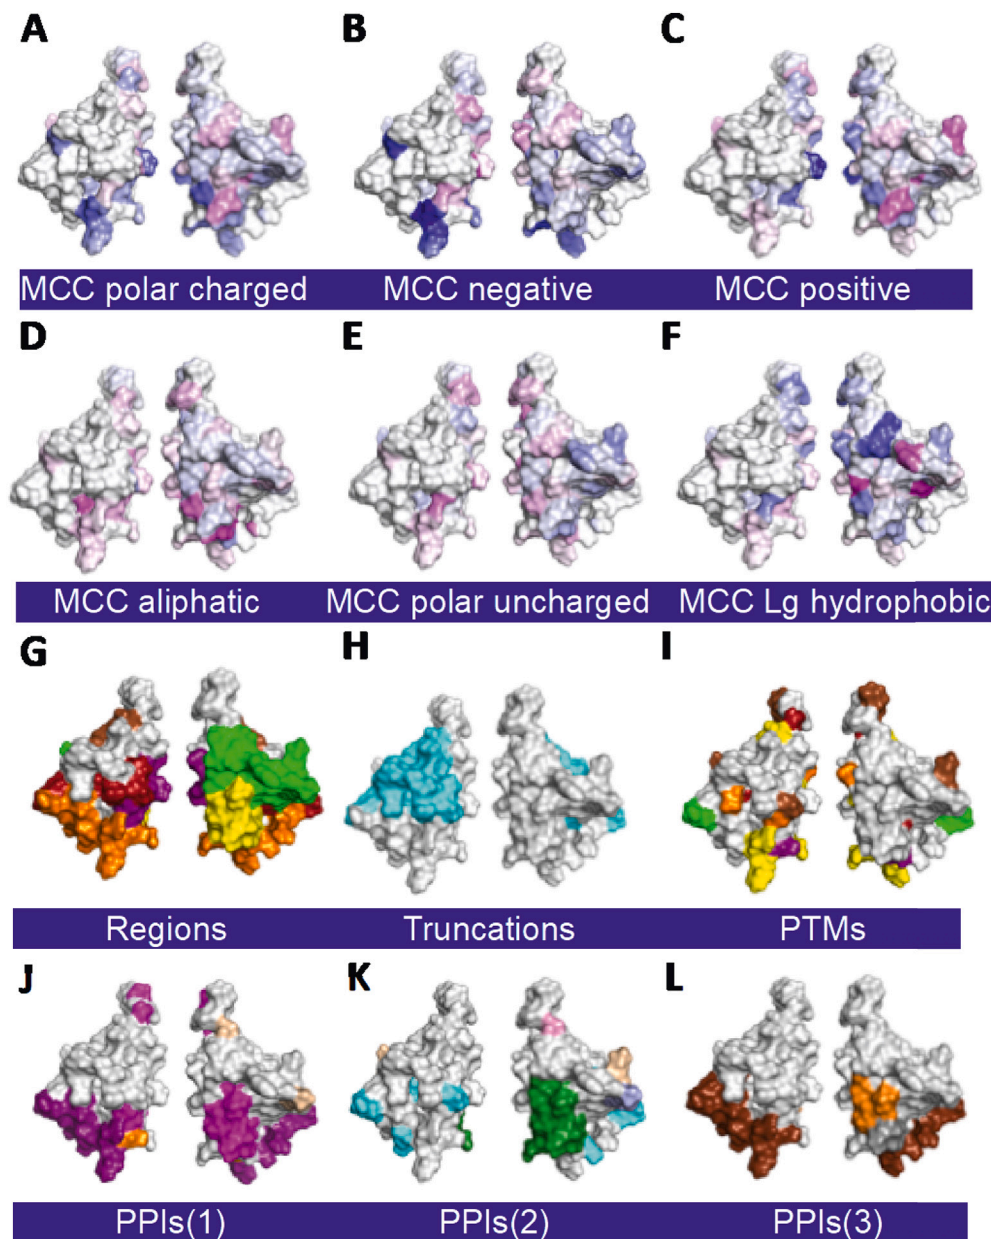 A B C
MCC polar charged MCC negative MCC positive
D E F
MCC aliphatic MCC polar uncharged MCC Lg hydrophobic
G H I
Regions Truncations PTMs
J K L
PPIs(1) PPIs(2) PPIs(3)